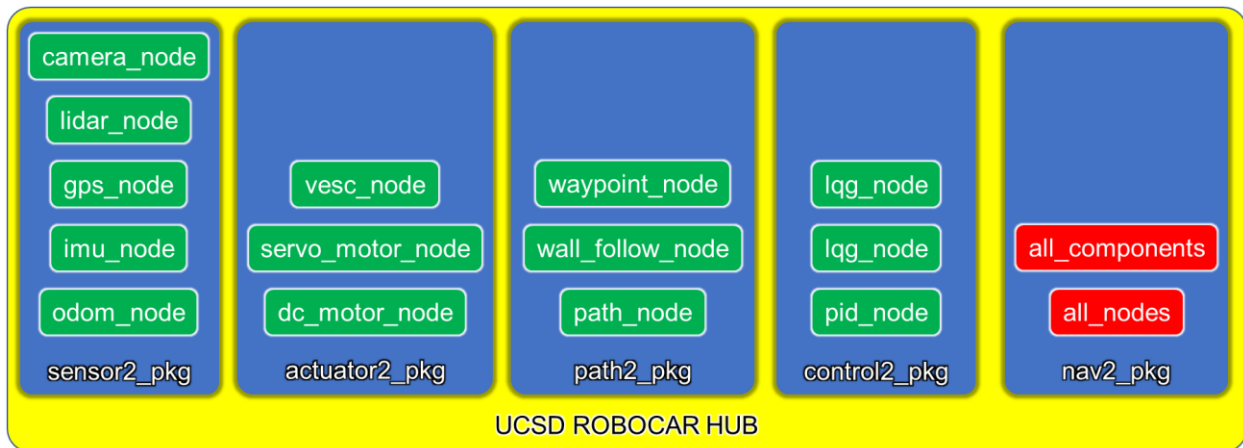 camera_node
lidar_node
gps_node
imu_node
odom_node
sensor2_pkg
vesc_node
servo_motor_node
dc_motor_node
actuator2_pkg
waypoint_node
wall_follow_node
path_node
path2_pkg
lqg_node
lqg_node
pid_node
control2_pkg
all_components
all_nodes
nav2_pkg
UCSD ROBOCAR HUB